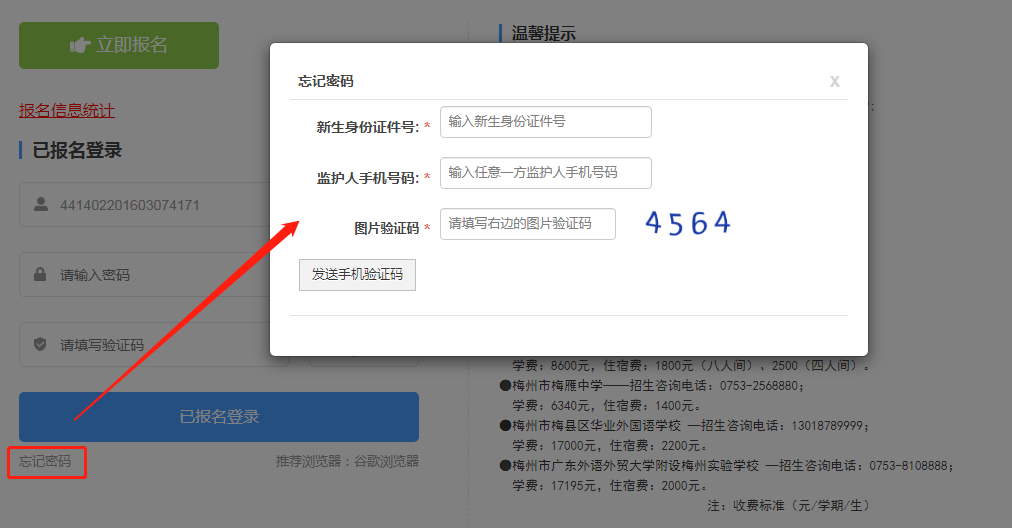 立即报名
报名信息统计
已报名登录
441402201603074171
请输入密码
请填写验证码
已报名登录
忘记密码
推荐浏览器：谷歌浏览器
温馨提示
忘记密码
X
新生身份证件号: *
输入新生身份证件号
监护人手机号码: *
输入任意一方监护人手机号码
图片验证码 *
请填写右边的图片验证码
4564
发送手机验证码
学费：8600元，住宿费：1800元（八人间）、2500（四人间）。
●梅州市梅雁中学——招生咨询电话：0753-2568880；
学费：6340元，住宿费：1400元。
●梅州市梅县区华业外国语学校 —招生咨询电话：13018789999；
学费：17000元，住宿费：2200元。
●梅州市广东外语外贸大学附设梅州实验学校 —招生咨询电话：0753-8108888；
学费：17195元，住宿费：2000元。
注：收费标准（元/学期/生）